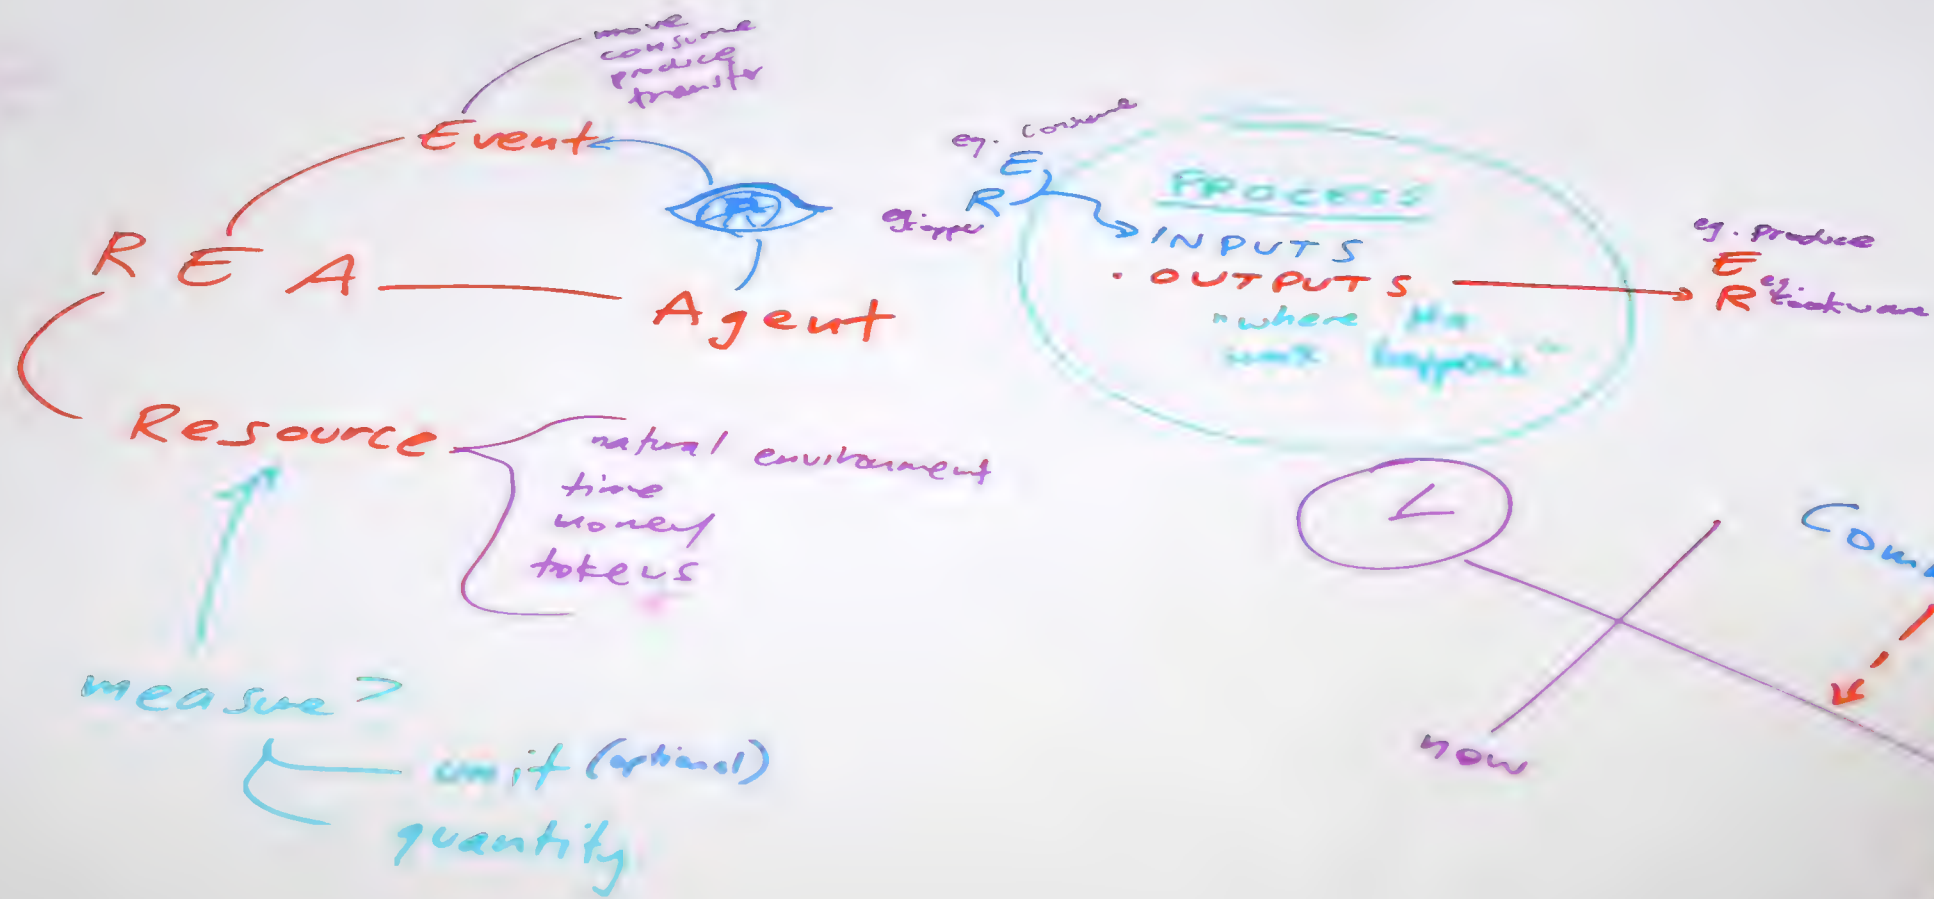 move
consume
produce
transfer
Event
R E A
Agent
Resource
natural environment
time
money
tokens
measure?
unit (optional)
quantity
eg. consume
E
R
PROCESS
INPUTS
• OUTPUTS
"where the
work happens"
eg. produce
E
R eg. cookware
L
now